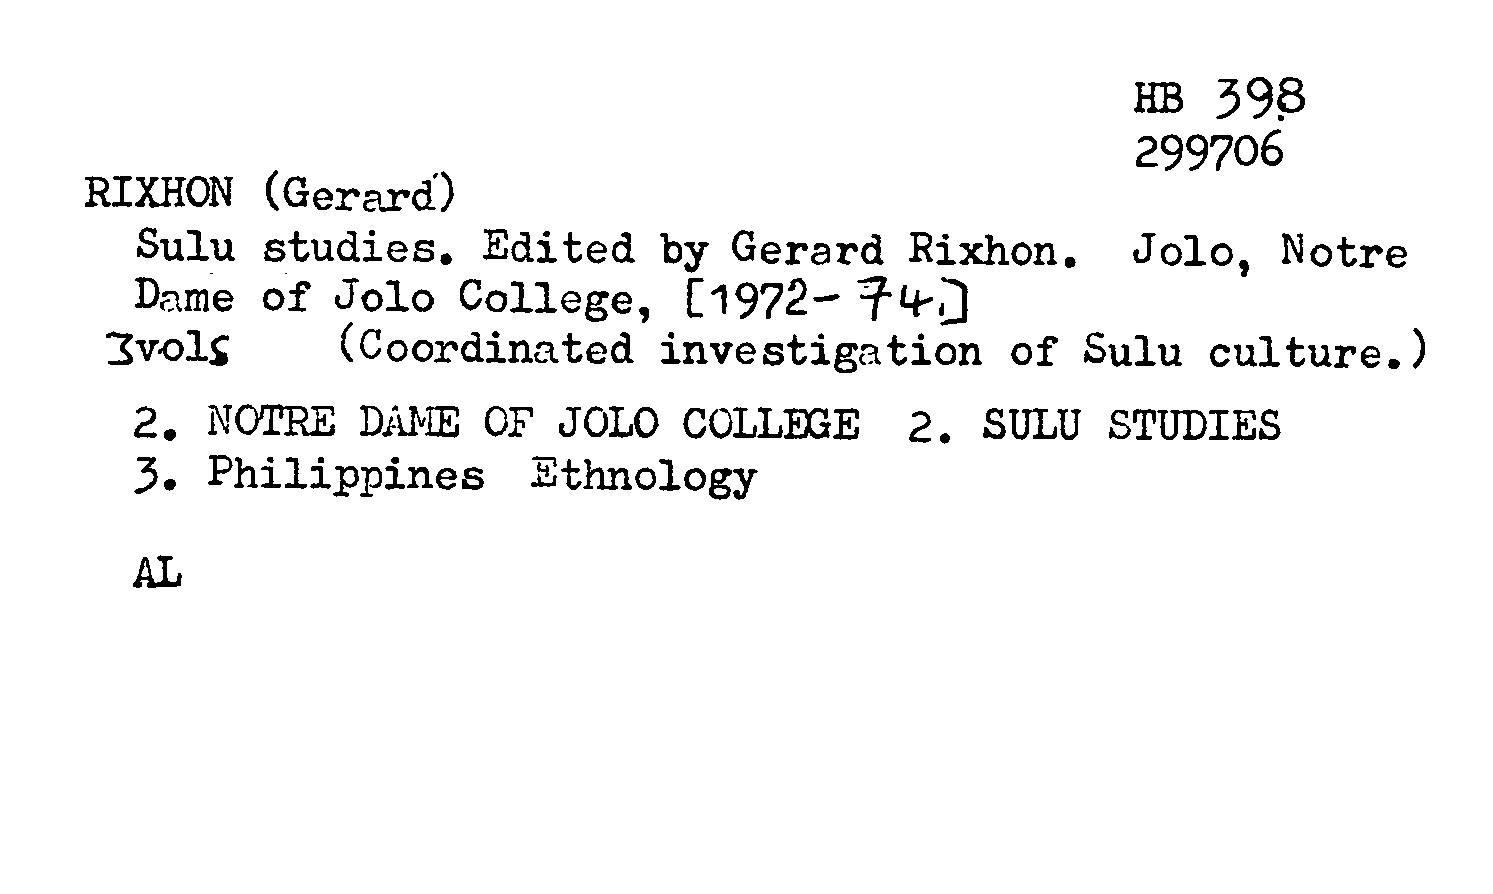 HB 398
299706
RIXHON (Gerard)
Sulu studies. Edited by Gerard Rixhon. Jolo, Notre
Dame of Jolo College, [1972-74.]
3vols (Coordinated investigation of Sulu culture.)
2. NOTRE DAME OF JOLO COLLEGE 2. SULU STUDIES
3. Philippines Ethnology
AL